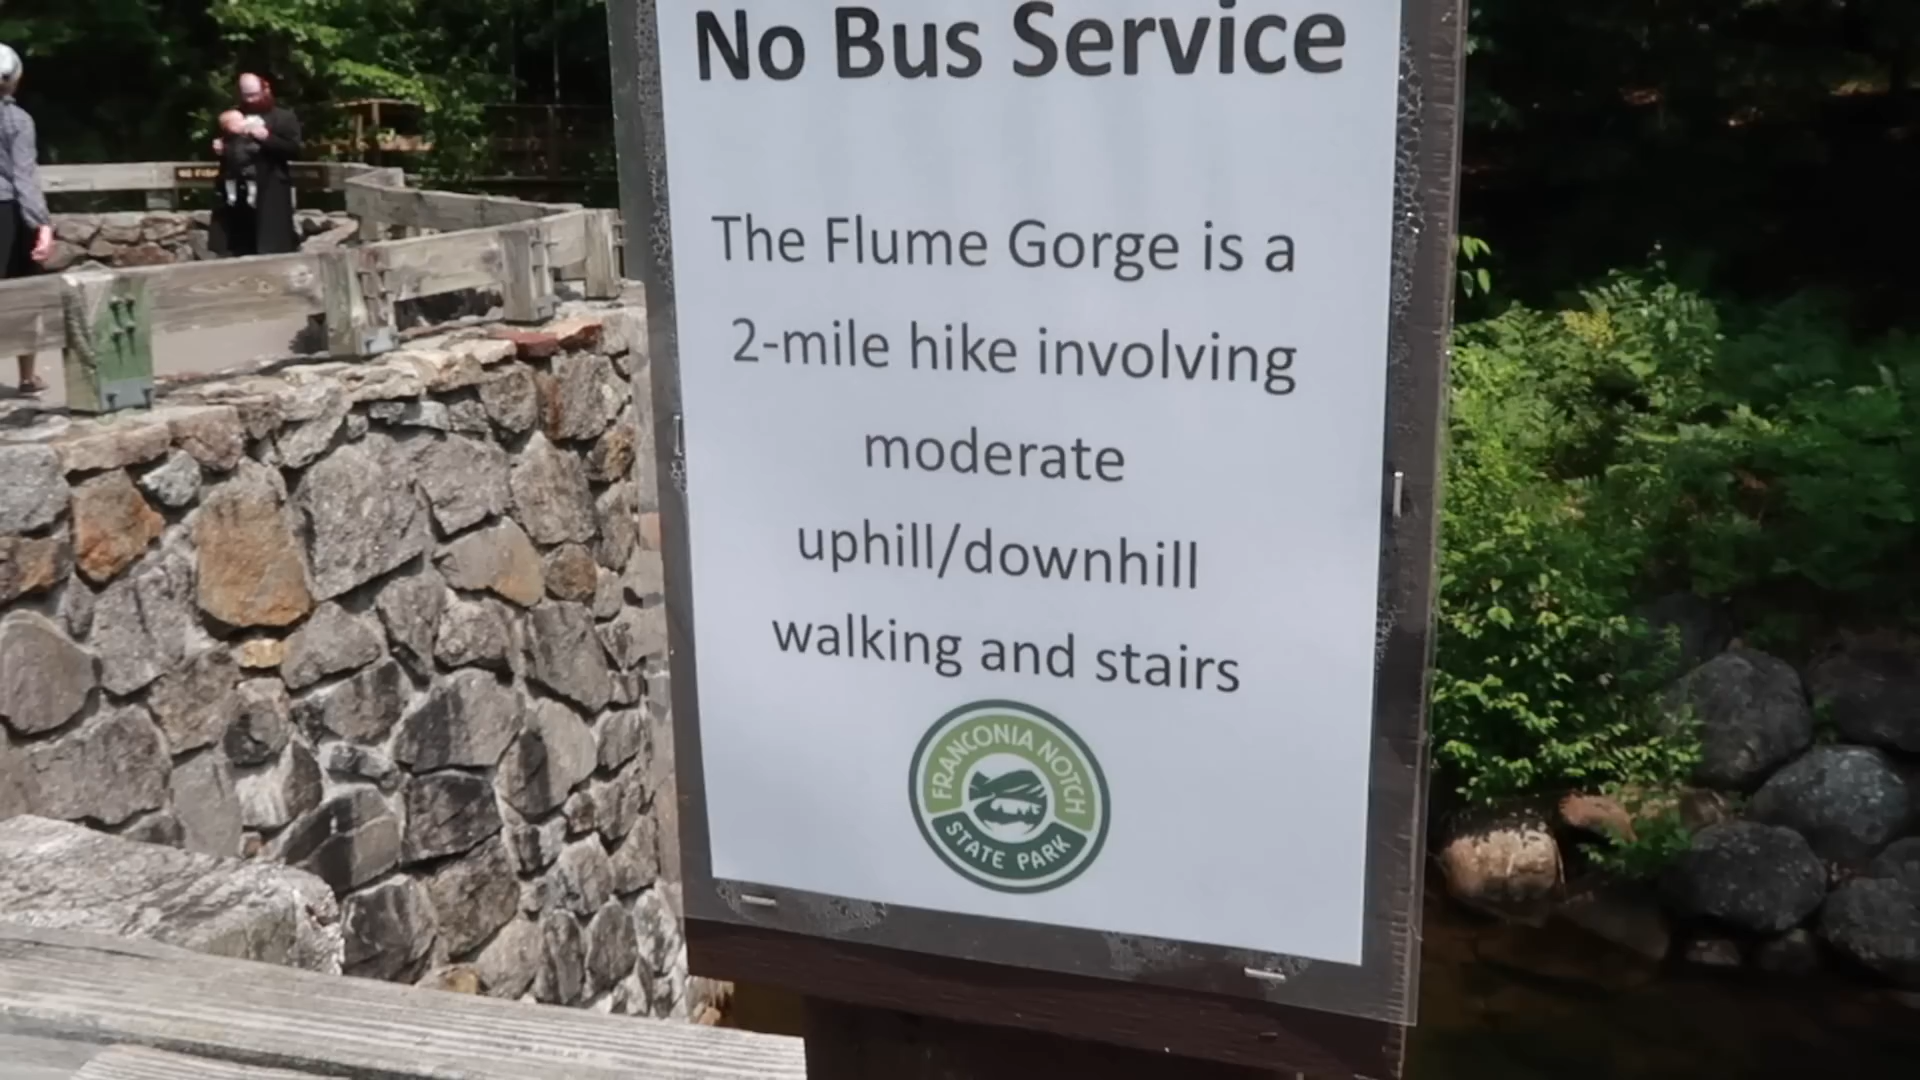 No Bus Service
The Flume Gorge is a
2-mile hike involving
moderate
uphill/downhill
walking and stairs
FRANCONIA NOTCH
STATE PARK